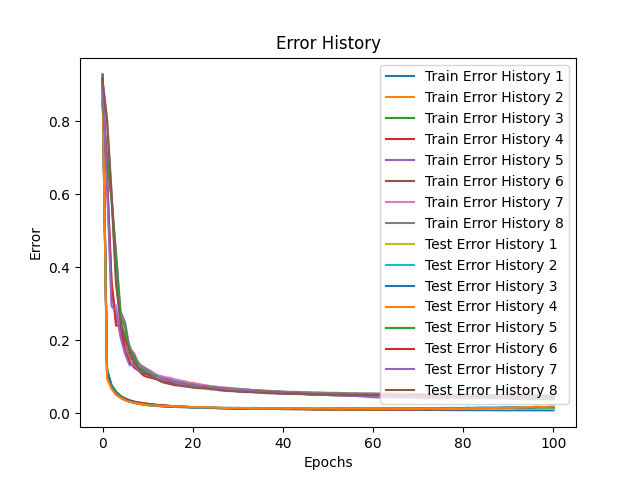 Error History
Train Error History 1
Train Error History 2
Train Error History 3
Train Error History 4
Train Error History 5
Train Error History 6
Train Error History 7
Train Error History 8
Test Error History 1
Test Error History 2
Test Error History 3
Test Error History 4
Test Error History 5
Test Error History 6
Test Error History 7
Test Error History 8
Error
0.8
0.6
0.4
0.2
0.0
0 20 40 60 80 100
Epochs